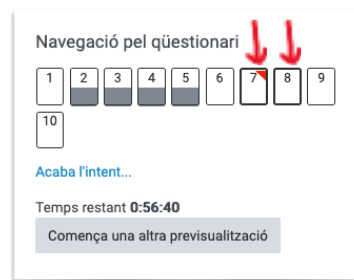 Navegació pel qüestionari
1 2 3 4 5 6 7 8 9
10
Acaba l'intent...
Temps restant 0:56:40
Comença una altra previsualització